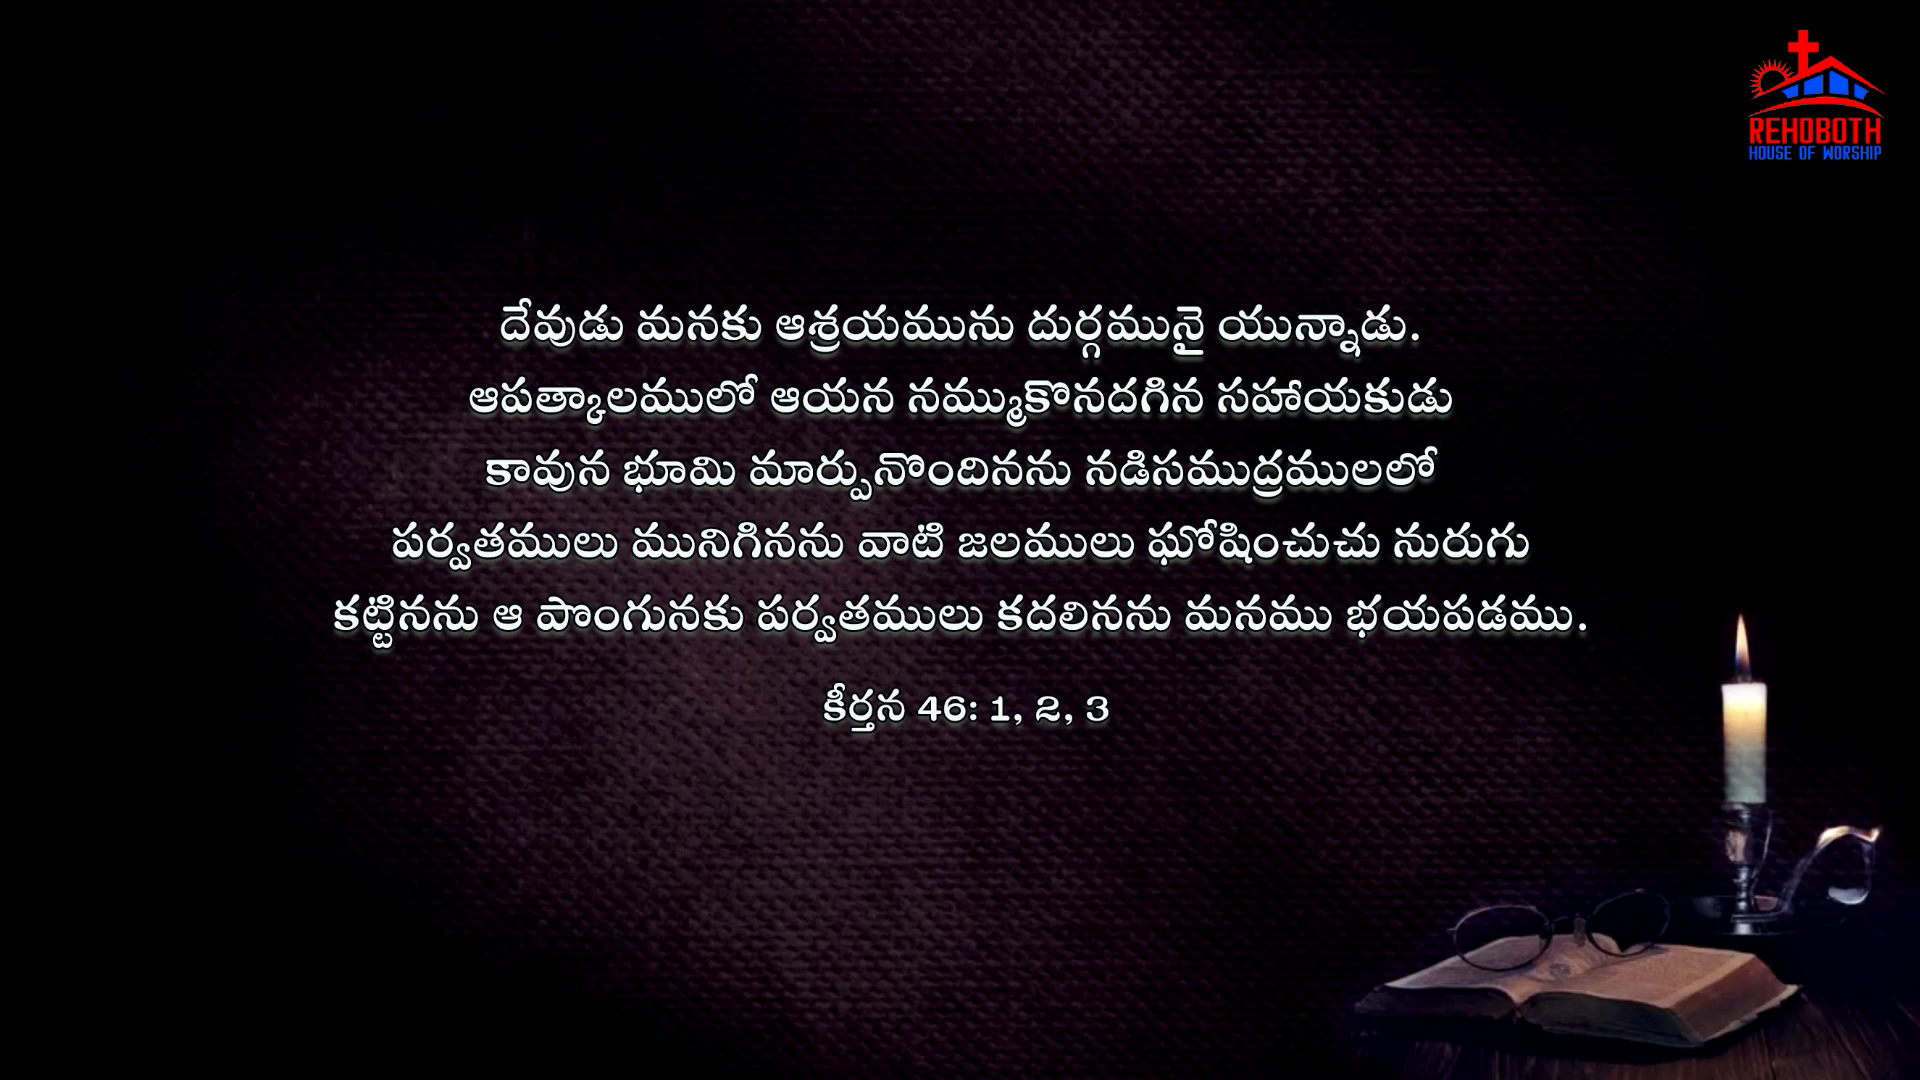 REHOBOTH
HOUSE OF WORSHIP
దేవుడు మనకు ఆశ్రయమును దుర్గమునై యున్నాడు.
ఆపత్కాలములో ఆయన నమ్ముకొనదగిన సహాయకుడు
కావున భూమి మార్పునొందినను నడిసముద్రములలో
పర్వతములు మునిగినను వాటి జలములు ఘోషించుచు నురుగు
కట్టినను ఆ పొంగునకు పర్వతములు కదలినను మనము భయపడము.
కీర్తన 46: 1, 2, 3